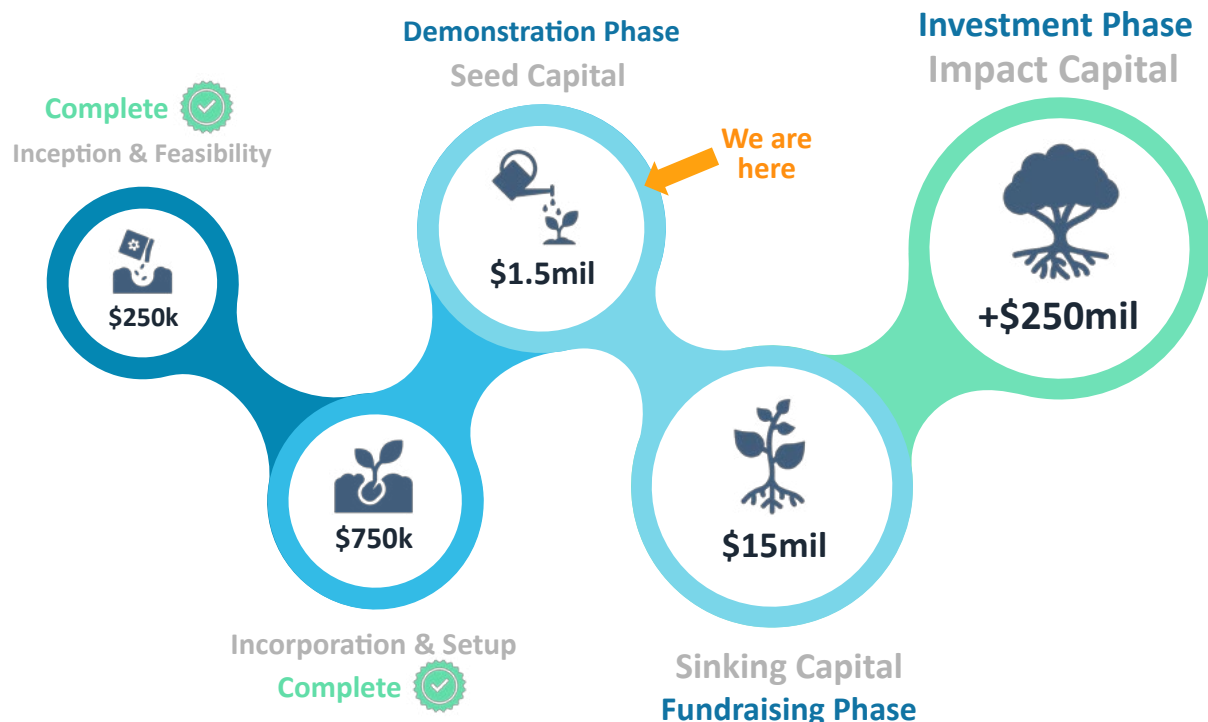 Complete
Inception & Feasibility
$250k
$750k
Incorporation & Setup
Complete
Demonstration Phase
Seed Capital
$1.5mil
We are
here
$15mil
Sinking Capital
Fundraising Phase
Investment Phase
Impact Capital
+$250mil